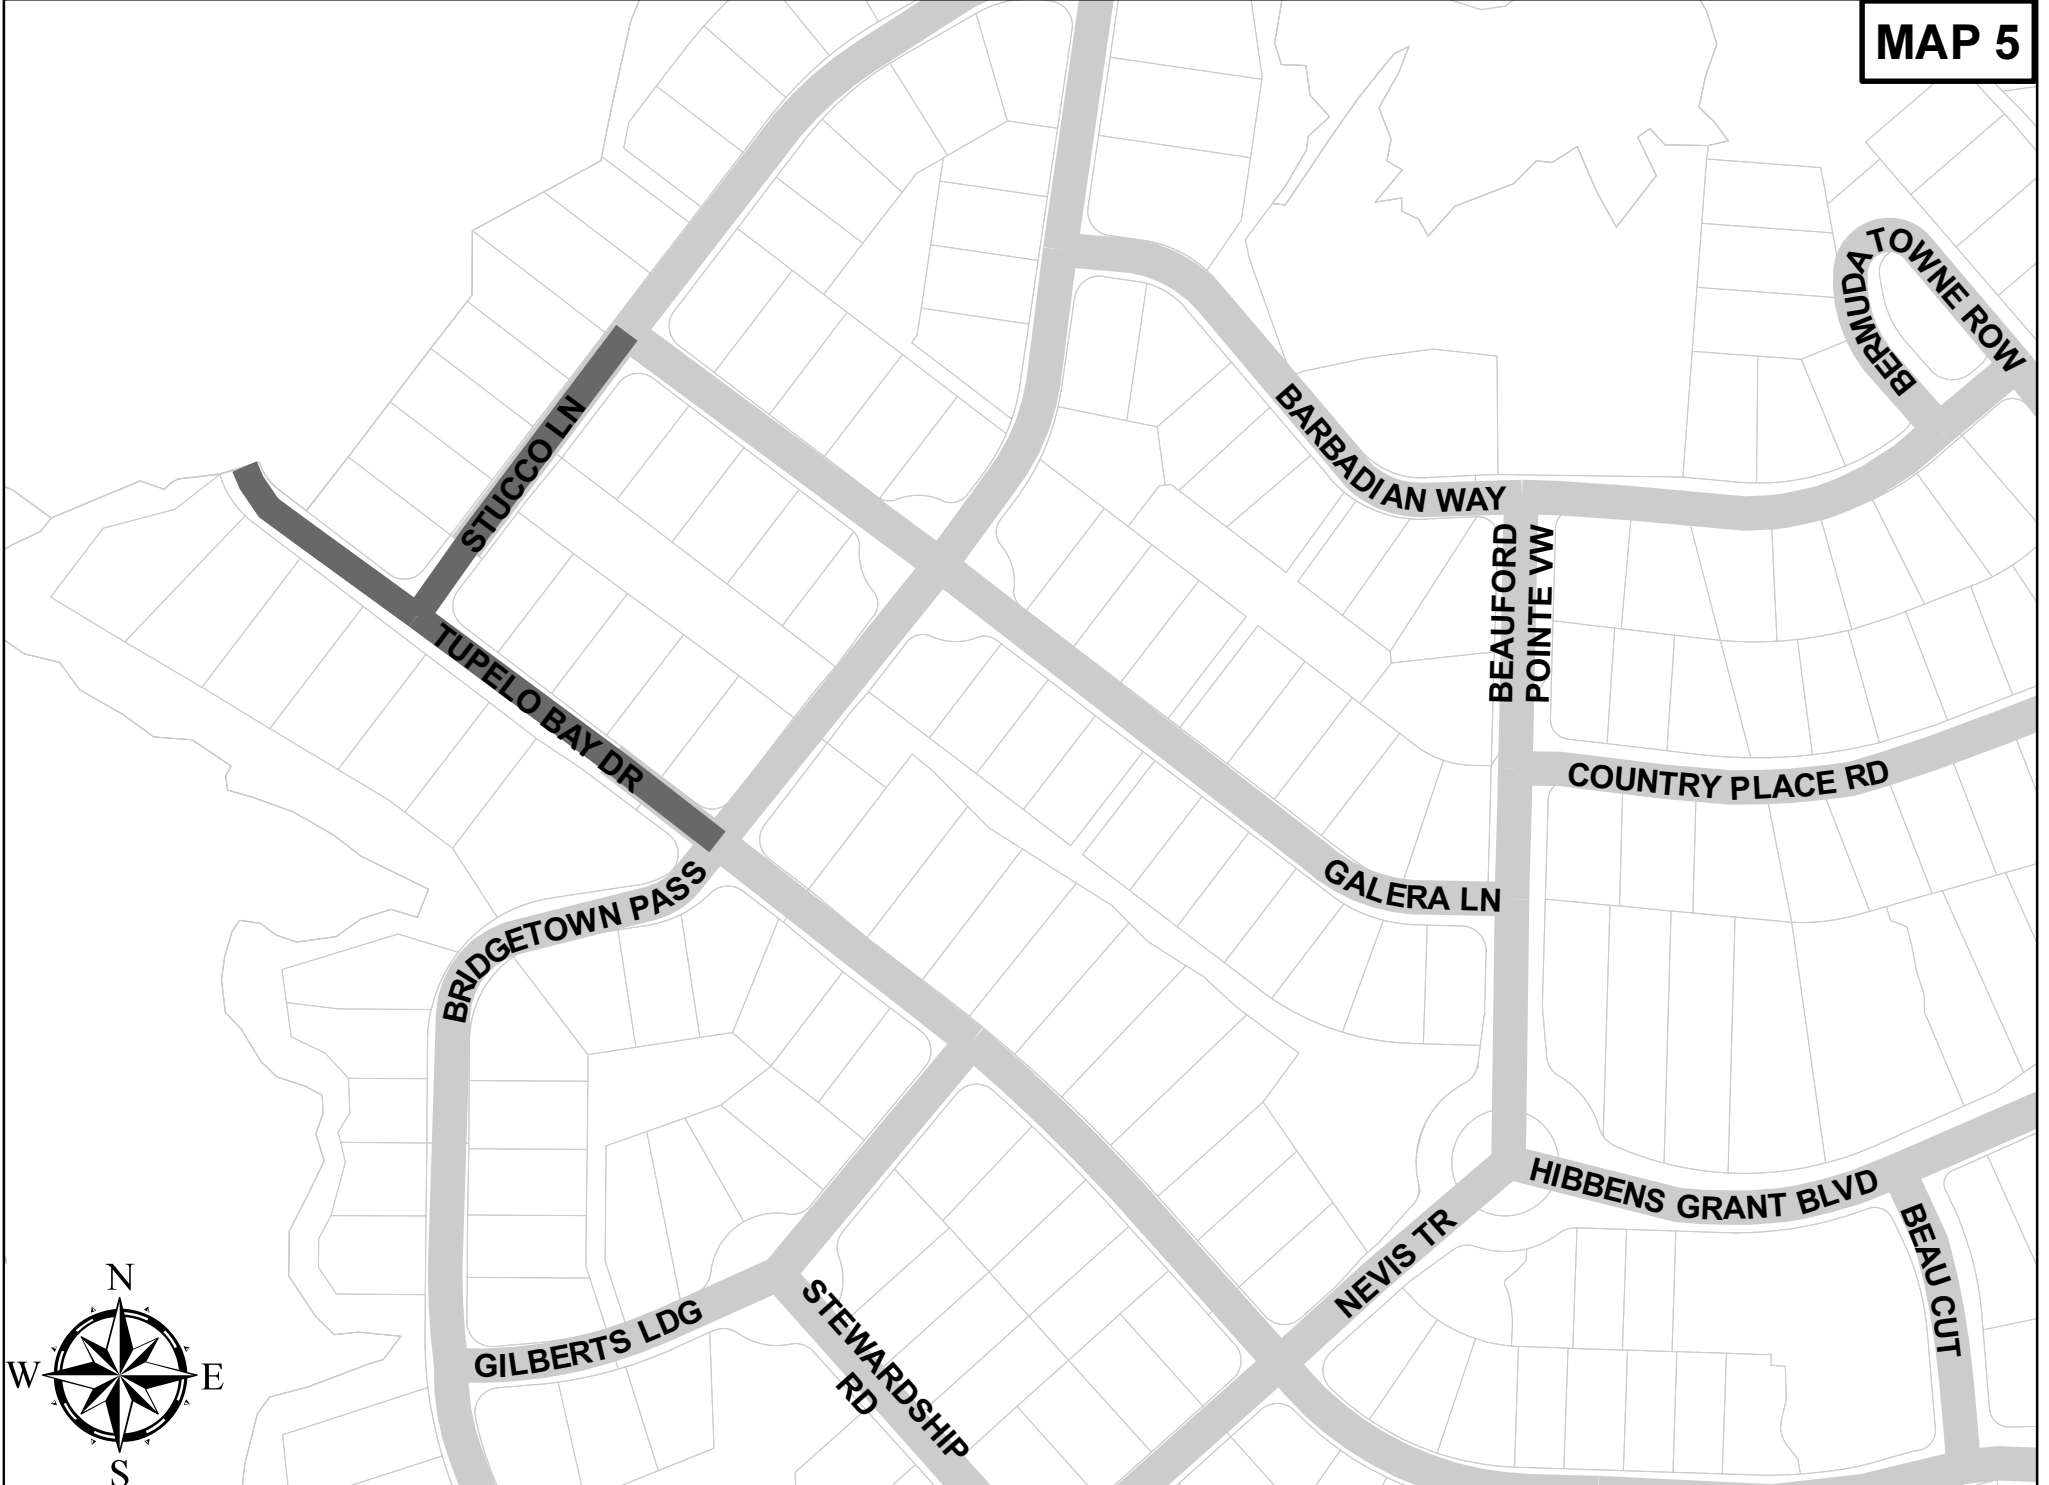 MAP 5
BERMUDA TOWNE ROW
STUCCO LN
BARBADIAN WAY
BEAUFORD
POINTE VW
TUPELO BAY DR
COUNTRY PLACE RD
GALERA LN
BRIDGETOWN PASS
HIBBENS GRANT BLVD
NEVIS TR
BEAU CUT
GILBERTS LDG
STEWARDSHIP
RD
N
W
E
S